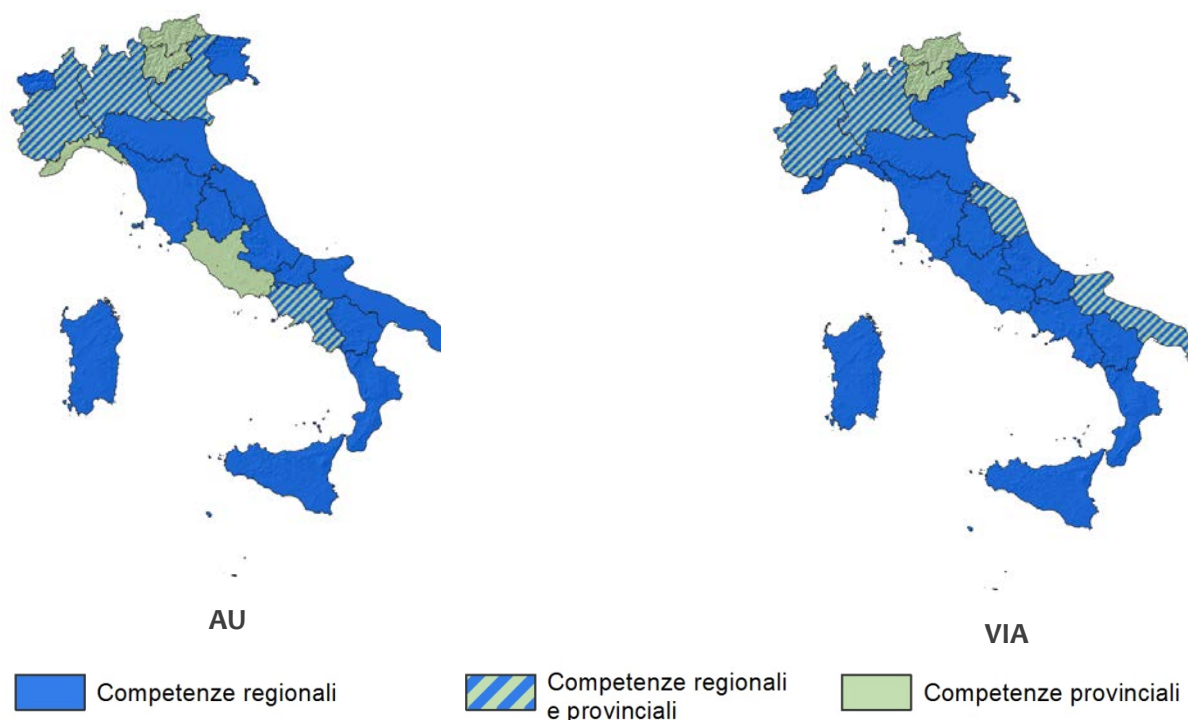 AU
VIA
Competenze regionali
Competenze regionali
e provinciali
Competenze provinciali